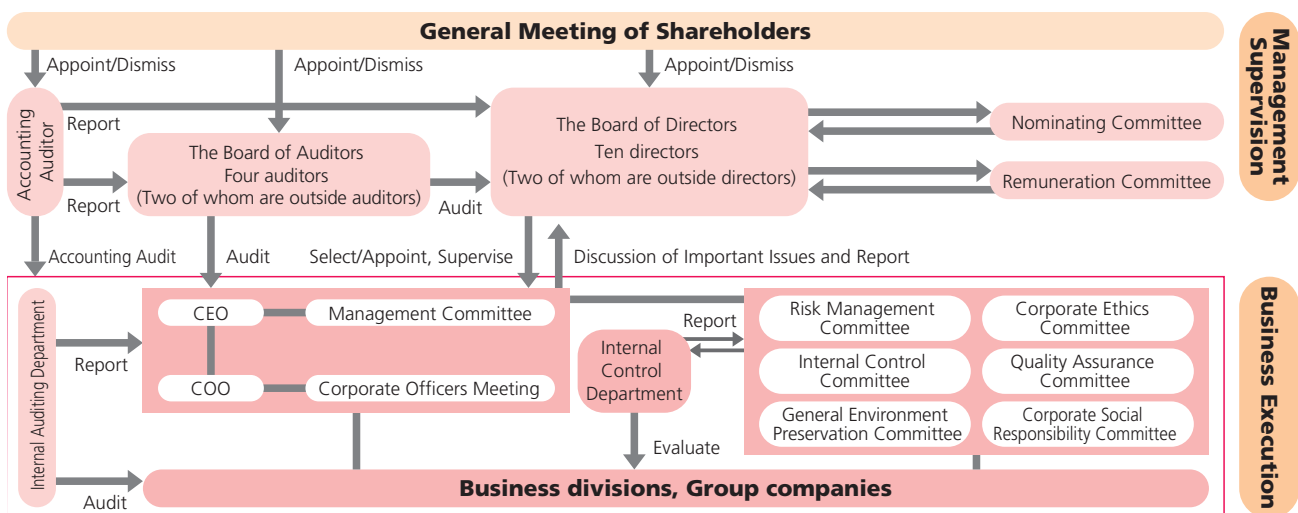 General Meeting of Shareholders
Management
Supervision
Appoint/Dismiss
Appoint/Dismiss
Appoint/Dismiss
Accounting
Auditor
Report
The Board of Directors
Ten directors
(Two of whom are outside directors)
Nominating Committee
The Board of Auditors
Four auditors
(Two of whom are outside auditors)
Report
Audit
Remuneration Committee
Accounting Audit
Audit
Select/Appoint, Supervise
Discussion of Important Issues and Report
Business Execution
Internal Auditing Department
CEO
Management Committee
Report
COO
Corporate Officers Meeting
Internal
Control
Department
Report
Risk Management
Committee
Corporate Ethics
Committee
Internal Control
Committee
Quality Assurance
Committee
General Environment
Preservation Committee
Corporate Social
Responsibility Committee
Evaluate
Audit
Business divisions, Group companies